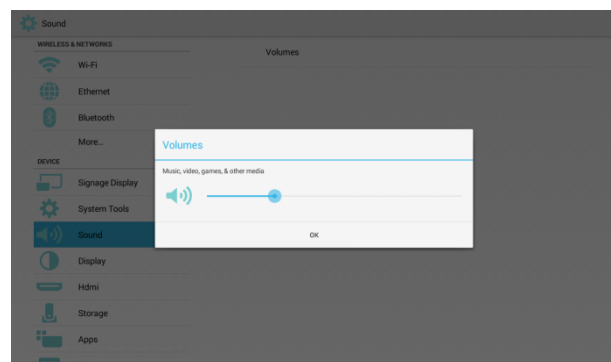 Sound
WIRELESS & NETWORKS
Wi-Fi
Ethernet
Bluetooth
More...
DEVICE
Signage Display
System Tools
Sound
Display
Hdmi
Storage
Apps
Volumes
Volumes
Music, video, games, & other media
OK